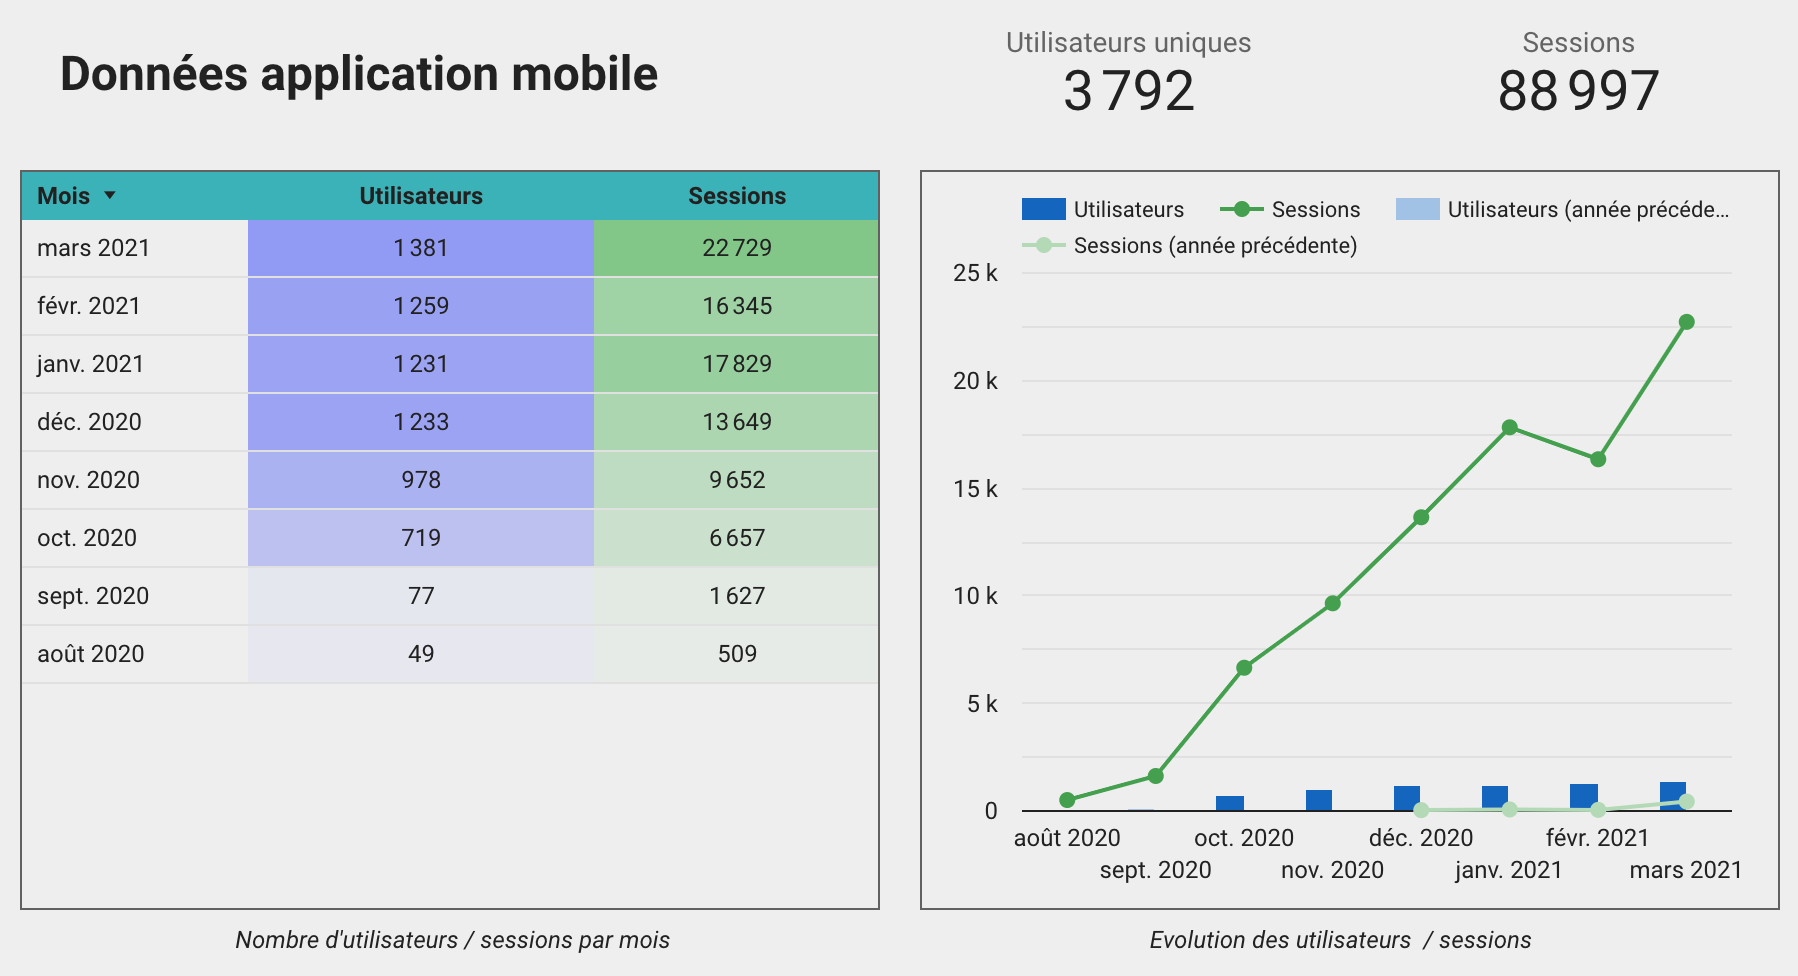 Données application mobile
Utilisateurs uniques
3 792
Sessions
88 997
Mois Utilisateurs Sessions
mars 2021 1 381 22 729
févr. 2021 1 259 16 345
janv. 2021 1 231 17 829
déc. 2020 1 233 13 649
nov. 2020 978 9 652
oct. 2020 719 6 657
sept. 2020 77 1 627
août 2020 49 509
Nombre d'utilisateurs / sessions par mois
Utilisateurs Sessions Utilisateurs (année précéde...
Sessions (année précédente)
25 k
20 k
15 k
10 k
5 k
0
août 2020 oct. 2020 déc. 2020 févr. 2021
sept. 2020 nov. 2020 janv. 2021 mars 2021
Evolution des utilisateurs / sessions